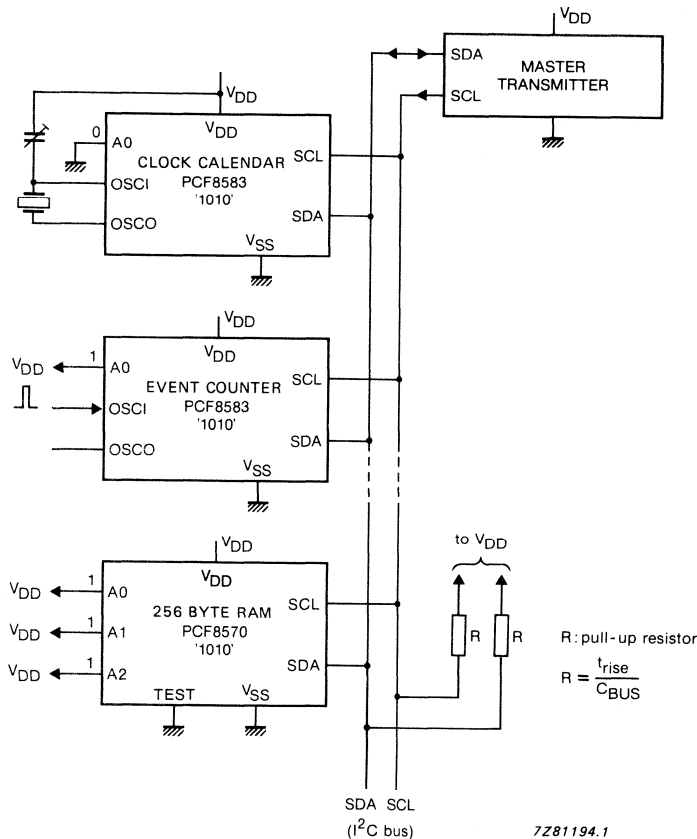 VDD
SDA
MASTER
TRANSMITTER
SCL
VDD
VDD
0
A0
CLOCK CALENDAR
SCL
OSCI
PCF8583
'1010'
OSCO
SDA
VSS
VDD
VDD
VDD
1
A0
EVENT COUNTER
SCL
OSCI
PCF8583
'1010'
OSCO
SDA
VSS
VDD
VDD
VDD
1
A0
256 BYTE RAM
SCL
VDD
1
A1
PCF8570
'1010'
VDD
1
A2
SDA
TEST
VSS
to VDD
R
R
R: pull-up resistor
R = trise / CBUS
SDA SCL
(I²C bus)
7Z81194.1